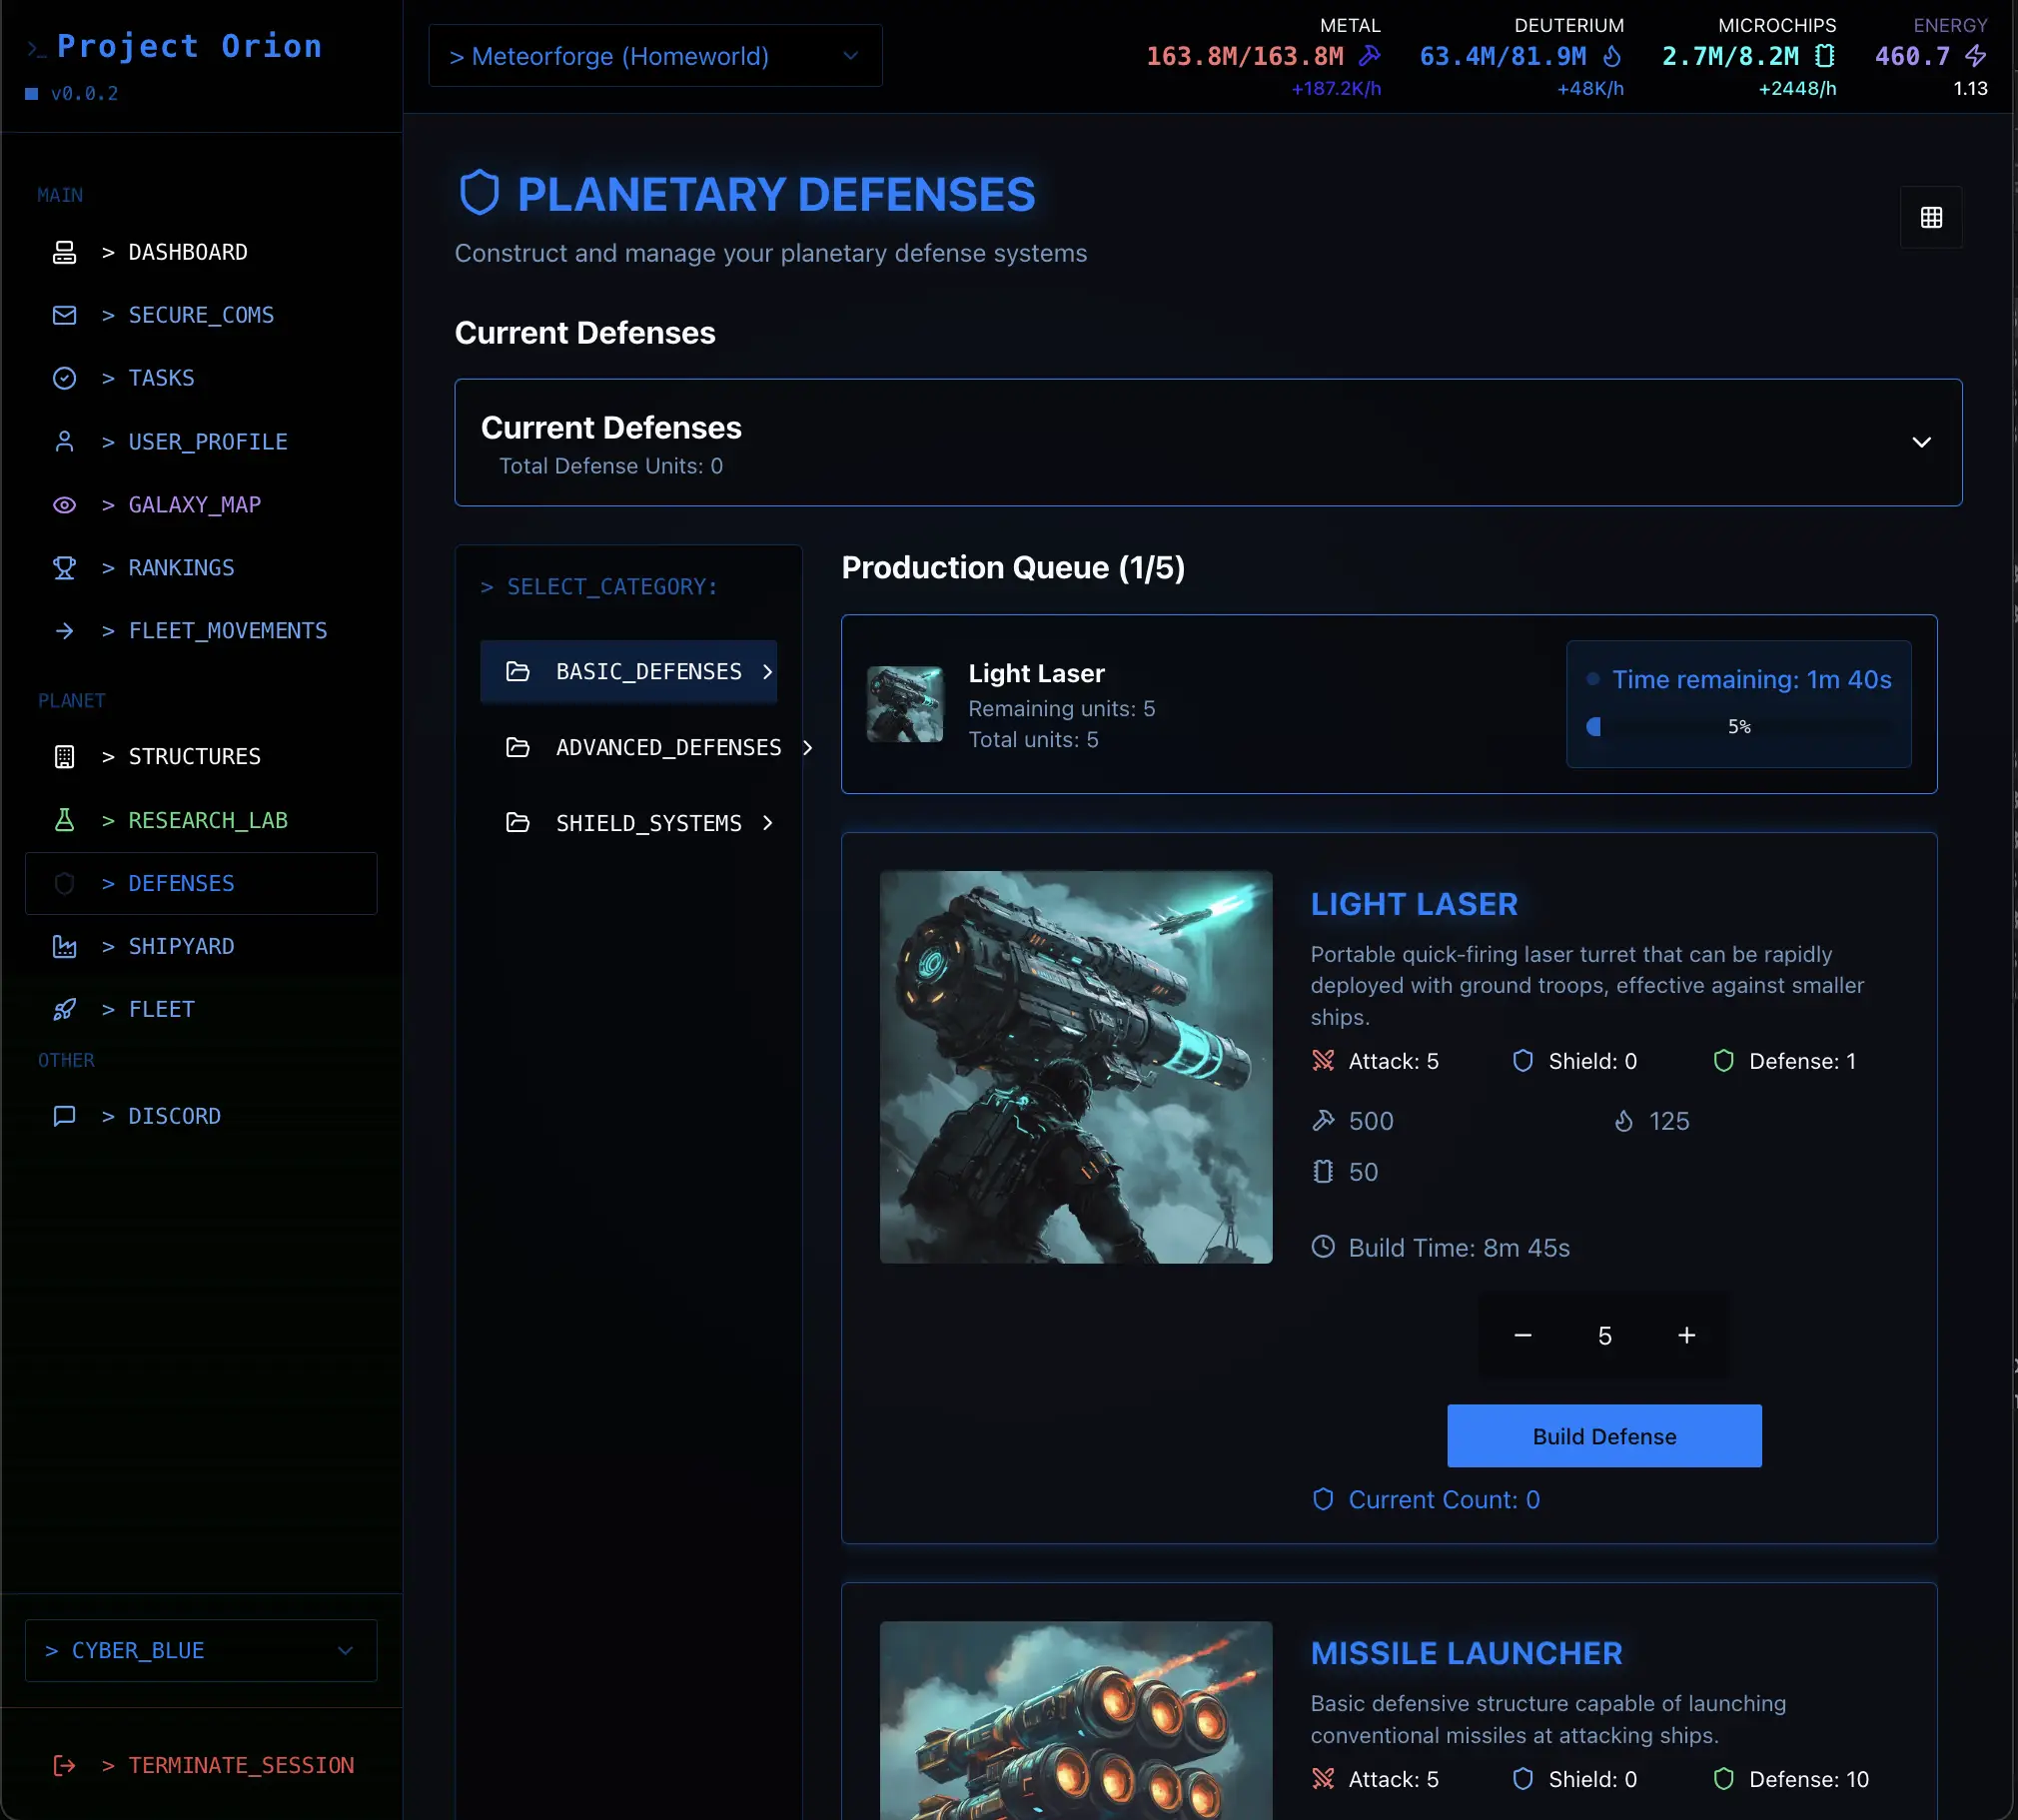 >_ Project Orion
v0.0.2
MAIN
> DASHBOARD
> SECURE_COMS
> TASKS
> USER_PROFILE
> GALAXY_MAP
> RANKINGS
> FLEET_MOVEMENTS
PLANET
> STRUCTURES
> RESEARCH_LAB
> DEFENSES
> SHIPYARD
> FLEET
OTHER
> DISCORD
> CYBER_BLUE
> TERMINATE_SESSION
> Meteorforge (Homeworld)
METAL
163.8M/163.8M
+187.2K/h
DEUTERIUM
63.4M/81.9M
+48K/h
MICROCHIPS
2.7M/8.2M
+2448/h
ENERGY
460.7
1.13
PLANETARY DEFENSES
Construct and manage your planetary defense systems
Current Defenses
Current Defenses
Total Defense Units: 0
> SELECT_CATEGORY:
BASIC_DEFENSES
ADVANCED_DEFENSES
SHIELD_SYSTEMS
Production Queue (1/5)
Light Laser
Remaining units: 5
Total units: 5
Time remaining: 1m 40s
5%
LIGHT LASER
Portable quick-firing laser turret that can be rapidly
deployed with ground troops, effective against smaller
ships.
Attack: 5 Shield: 0 Defense: 1
500 125
50
Build Time: 8m 45s
− 5 +
Build Defense
Current Count: 0
MISSILE LAUNCHER
Basic defensive structure capable of launching
conventional missiles at attacking ships.
Attack: 5 Shield: 0 Defense: 10